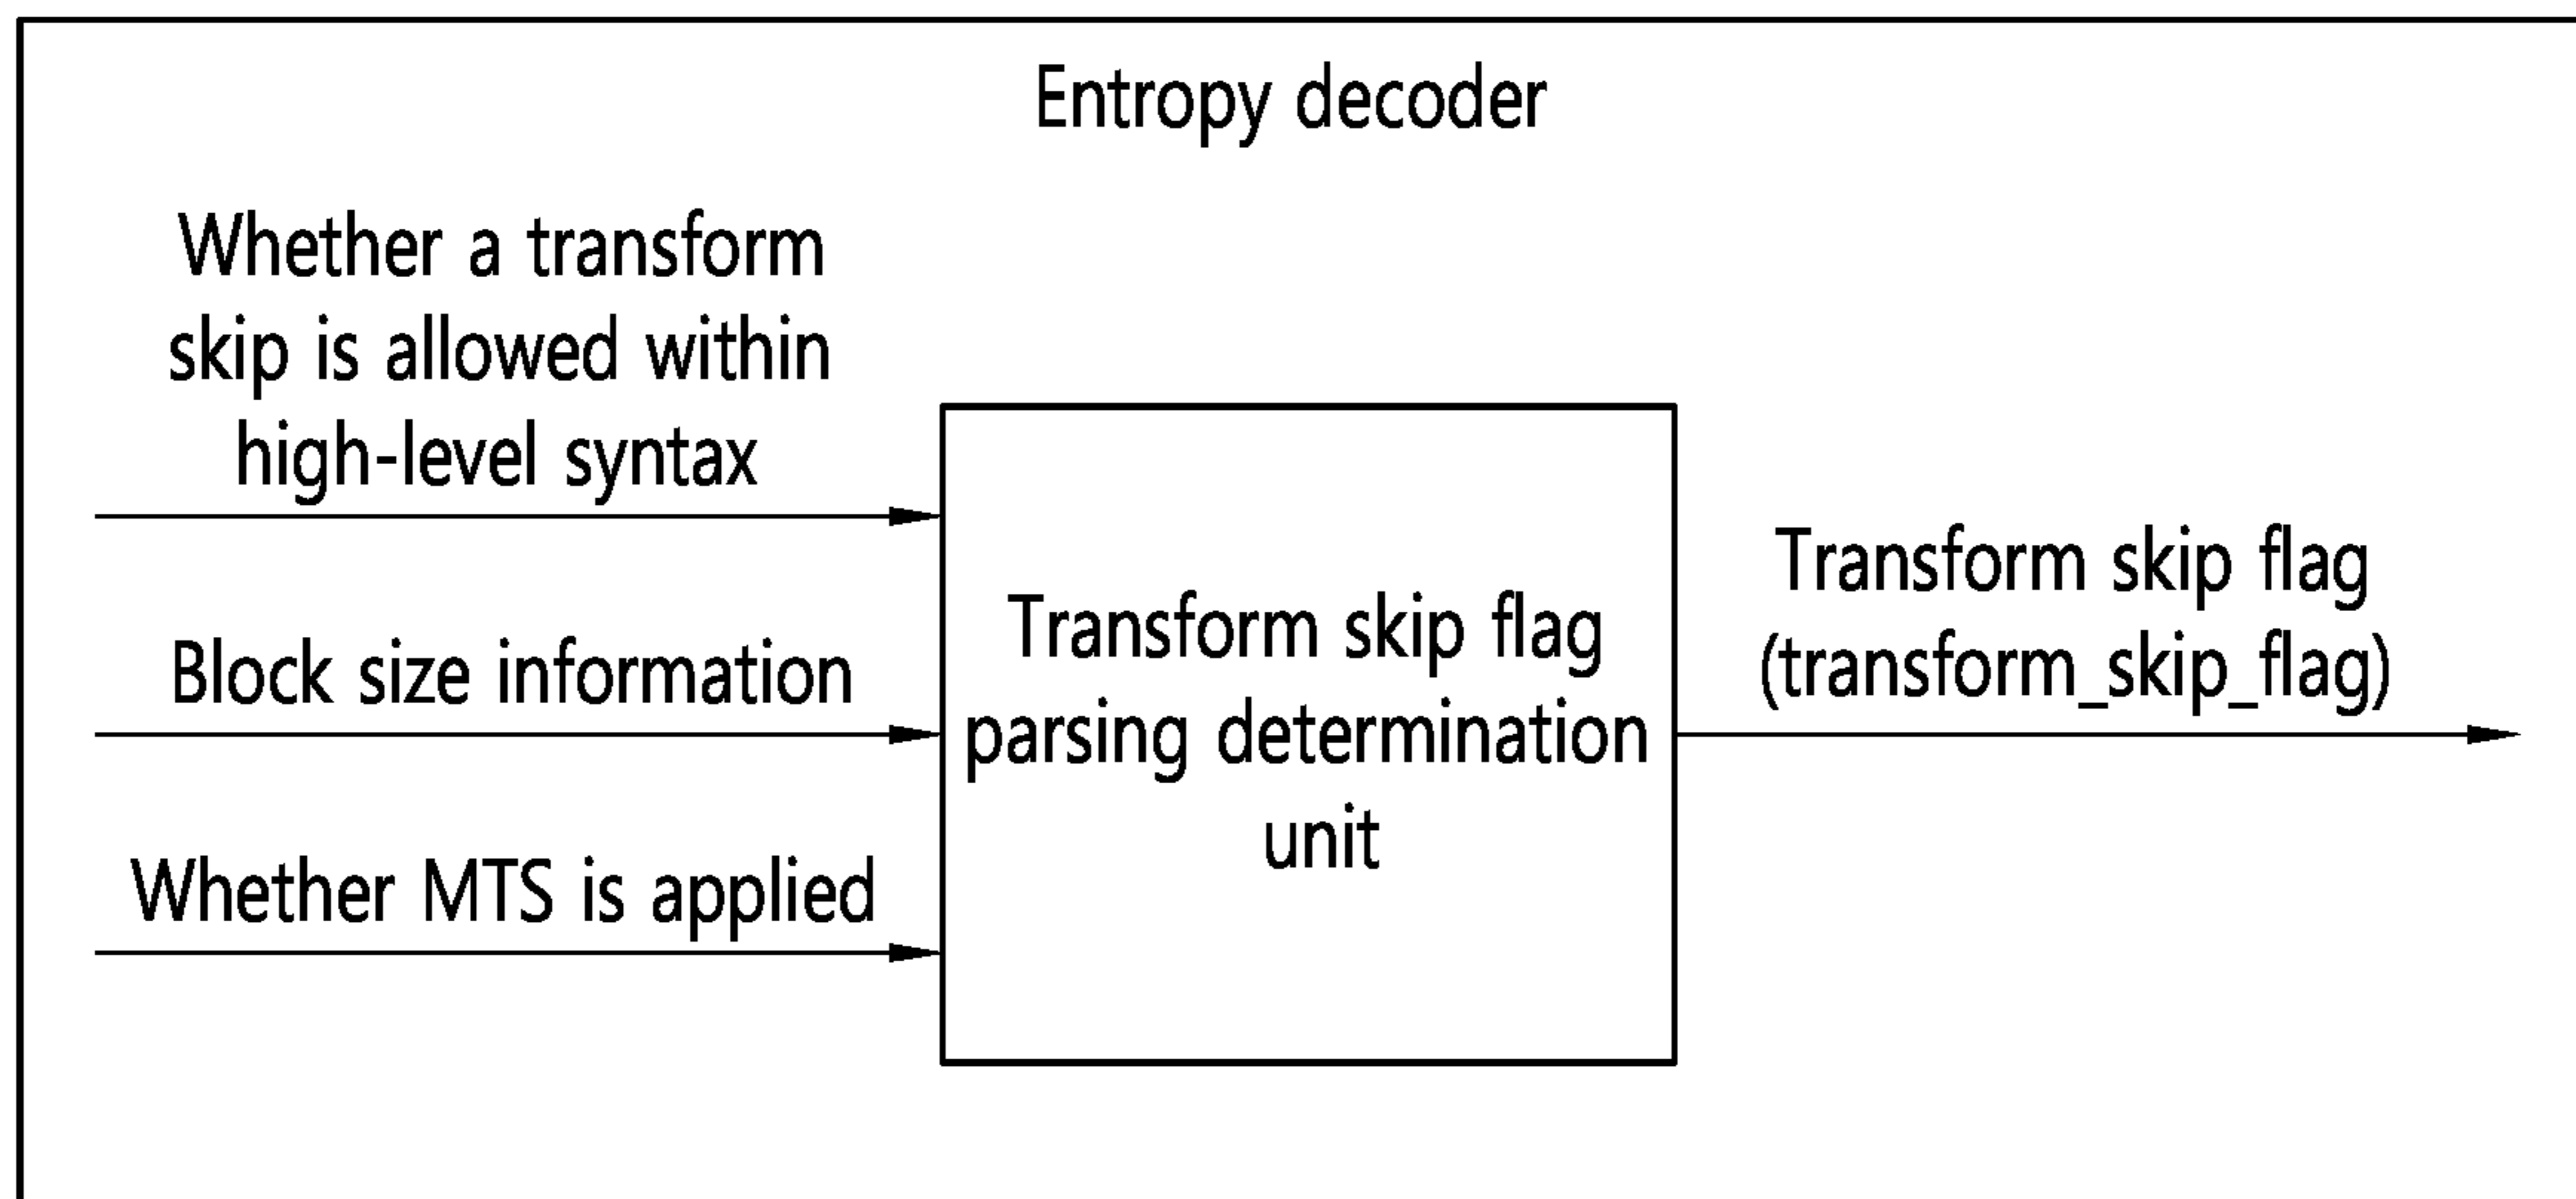 Entropy decoder
Whether a transform
skip is allowed within
high-level syntax
Block size information
Whether MTS is applied
Transform skip flag
parsing determination
unit
Transform skip flag
(transform_skip_flag)